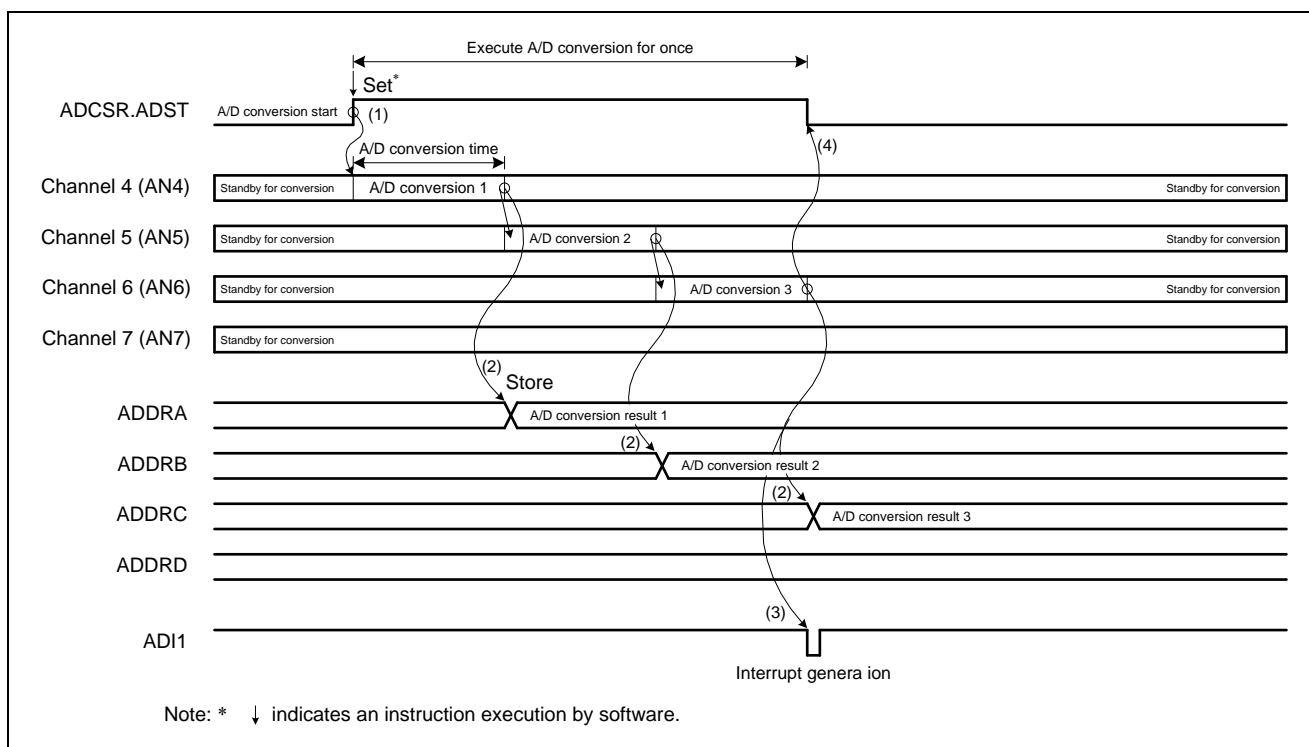 Execute A/D conversion for once
Set*
ADCSR.ADST
A/D conversion start
(1)
(4)
A/D conversion time
Channel 4 (AN4)
Standby for conversion
A/D conversion 1
Standby for conversion
Channel 5 (AN5)
Standby for conversion
A/D conversion 2
Standby for conversion
Channel 6 (AN6)
Standby for conversion
A/D conversion 3
Standby for conversion
Channel 7 (AN7)
Standby for conversion
(2)
Store
ADDRA
A/D conversion result 1
(2)
ADDRB
A/D conversion result 2
(2)
ADDRC
A/D conversion result 3
ADDRD
(3)
ADI1
Interrupt genera ion
Note: * ↓ indicates an instruction execution by software.